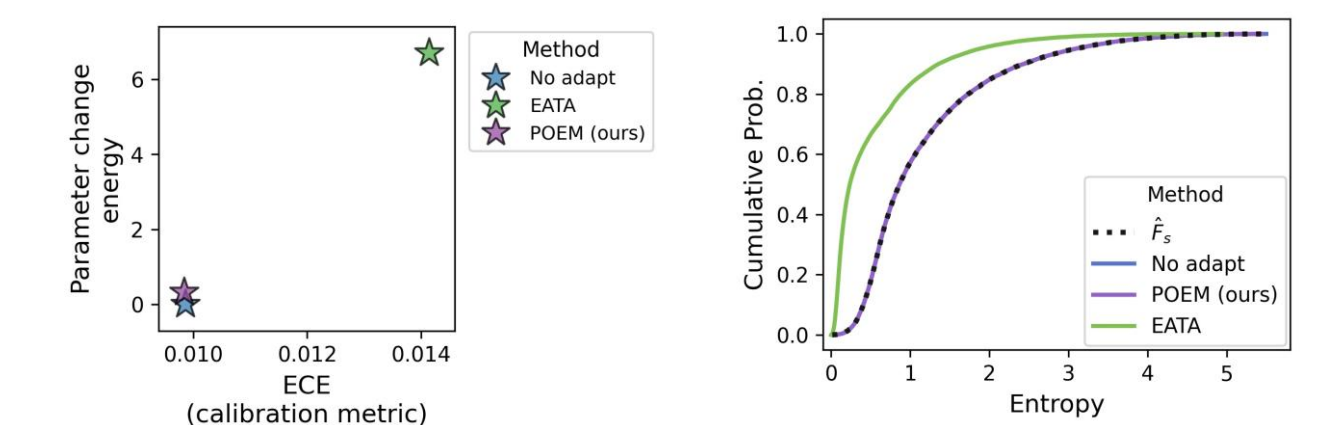 Parameter change
energy
6
4
2
0
0.010
0.012
0.014
ECE
(calibration metric)
Method
No adapt
EATA
POEM (ours)
Cumulative Prob.
1.0
0.8
0.6
0.4
0.2
0.0
0
1
2
3
4
5
Entropy
Method
F̂ₛ
No adapt
POEM (ours)
EATA